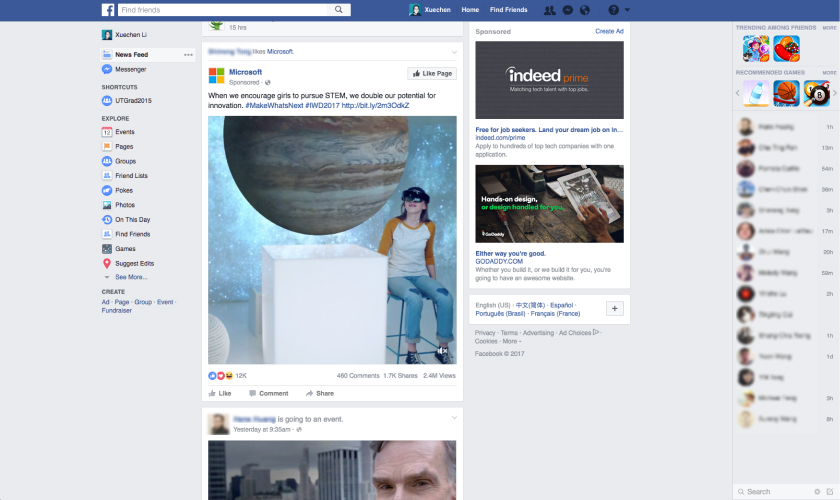 Find friends
Xuechen
Home
Find Friends
Xuechen Li
News Feed
Messenger
SHORTCUTS
UTGrad2015
EXPLORE
12
Events
Pages
Groups
Friend Lists
Pokes
Photos
On This Day
Find Friends
Games
Suggest Edits
See More...
CREATE
Ad · Page · Group · Event ·
Fundraiser
15 hrs
likes Microsoft.
Microsoft
Sponsored ·
Like Page
When we encourage girls to pursue STEM, we double our potential for
innovation. #MakeWhatsNext #IWD2017 http://bit.ly/2m3OdkZ
12K
460 Comments 1.7K Shares 2.4M Views
Like
Comment
Share
is going to an event.
Yesterday at 9:35am ·
Sponsored
Create Ad
indeed prime
Matching tech talent with top jobs.
Free for job seekers. Land your dream job on In...
indeed.com/prime
Apply to hundreds of top tech companies with one
application.
Hands-on design,
or design handled for you.
GoDaddy
Either way you're good.
GODADDY.COM
Whether you build it, or we build it for you, you're
going to have an awesome website.
English (US) · 中文(简体) · Español ·
Português (Brasil) · Français (France)
Privacy · Terms · Advertising · Ad Choices ·
Cookies · More
Facebook © 2017
TRENDING AMONG FRIENDS
MORE
RECOMMENDED GAMES
MORE
8
1h
13m
54m
36m
3h
17m
20h
59m
2h
1h
1d
3h
8h
Search